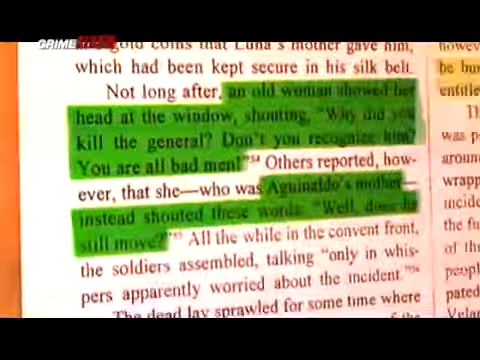 CRIME
gold coins that Luna's mother gave him,
which had been kept secure in his silk belt.
Not long after, an old woman showed her
head at the window, shouting, "Why did you
kill the general? Don't you recognize him?
You are all bad men!"³⁴ Others reported, how-
ever, that she—who was Aguinaldo's mother—
instead shouted these words: "Well, does he
still move?"³⁵ All the while in the convent front,
the soldiers assembled, talking "only in whis-
pers apparently worried about the incident."³⁶
The dead lay sprawled for some time where
however
be bur
entitle
Th
was p
around
wrapp
incide
the fu
of the
people
pated